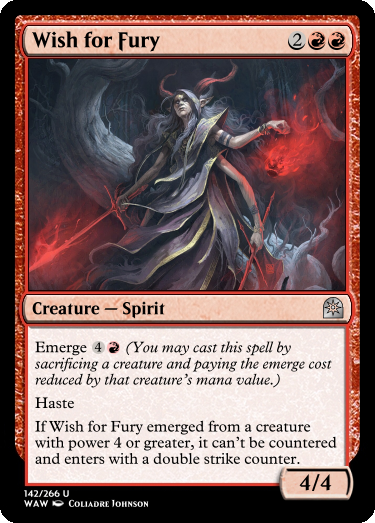 Wish for Fury 2RR
Creature — Spirit
Emerge 4R (You may cast this spell by
sacrificing a creature and paying the emerge cost
reduced by that creature's mana value.)
Haste
If Wish for Fury emerged from a creature
with power 4 or greater, it can't be countered
and enters with a double strike counter.
4/4
142/266 U
WAW Coliadre Johnson